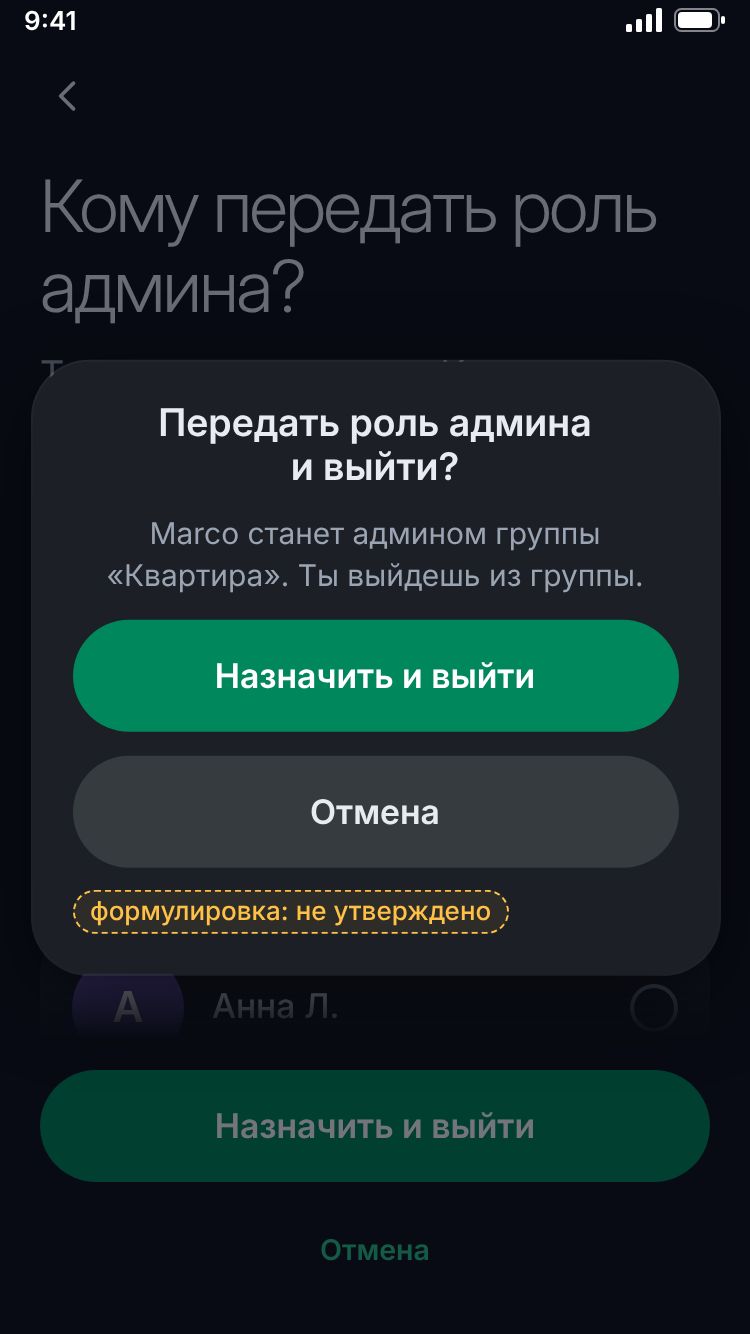 9:41
Кому передать роль
админа?
Передать роль админа
и выйти?
Marco станет админом группы
«Квартира». Ты выйдешь из группы.
Назначить и выйти
Отмена
формулировка: не утверждено
А Анна Л.
Назначить и выйти
Отмена